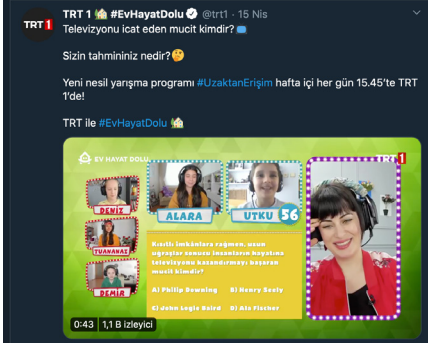 TRT 1 #EvHayatDolu @trt1 · 15 Nis
Televizyonu icat eden mucit kimdir?
Sizin tahmininiz nedir?
Yeni nesil yarışma programı #UzaktanErişim hafta içi her gün 15.45'te TRT
1'de!
TRT ile #EvHayatDolu
TRT 1
EV HAYAT DOLU
TRT 1
DENİZ
ALARA
UTKU 56
DEMİR
Kısıtlı imkânlara rağmen, uzun
uğraşlar sonucu insanların hayatına
televizyonu kazandırmayı başaran
mucit kimdir?
A) Philip Downing B) Henry Seely
C) John Logie Baird D) Ala Fischer
0:43 1,1 B izleyici